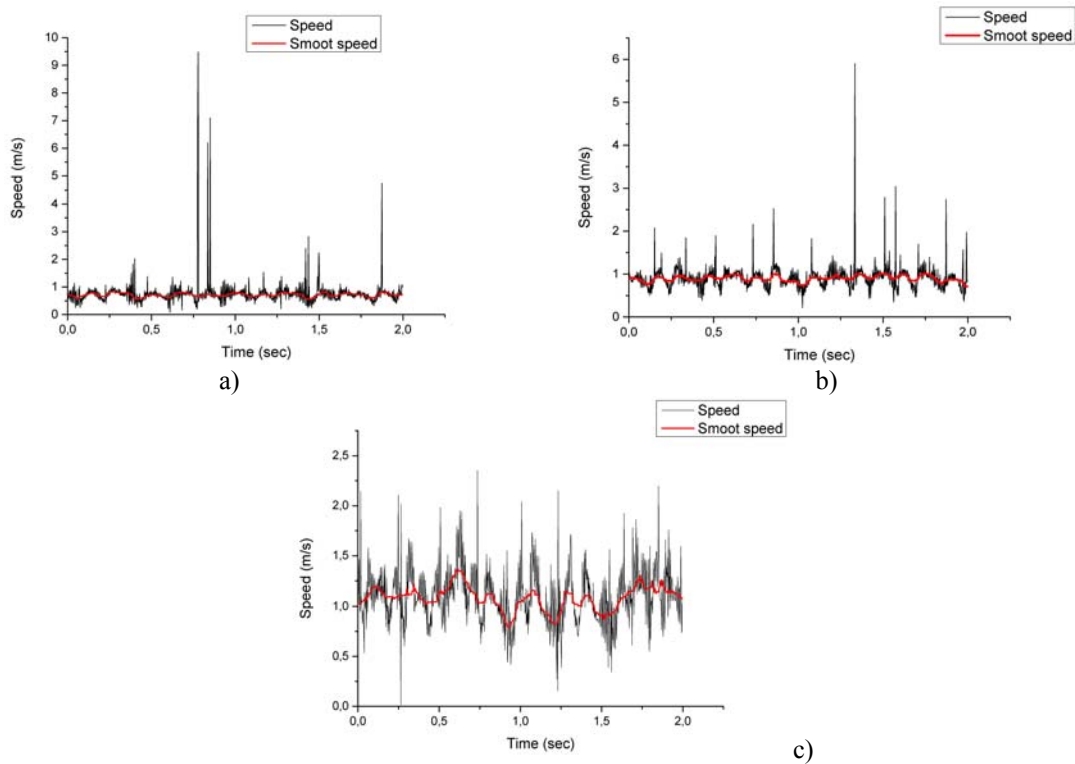 Speed
Smoot speed
10
9
8
7
6
5
4
3
2
1
0
Speed (m/s)
0,0 0,5 1,0 1,5 2,0
Time (sec)
a)
Speed
Smoot speed
6
5
4
3
2
1
0
Speed (m/s)
0,0 0,5 1,0 1,5 2,0
Time (sec)
b)
Speed
Smoot speed
2,5
2,0
1,5
1,0
0,5
0,0
Speed (m/s)
0,0 0,5 1,0 1,5 2,0
Time (sec)
c)